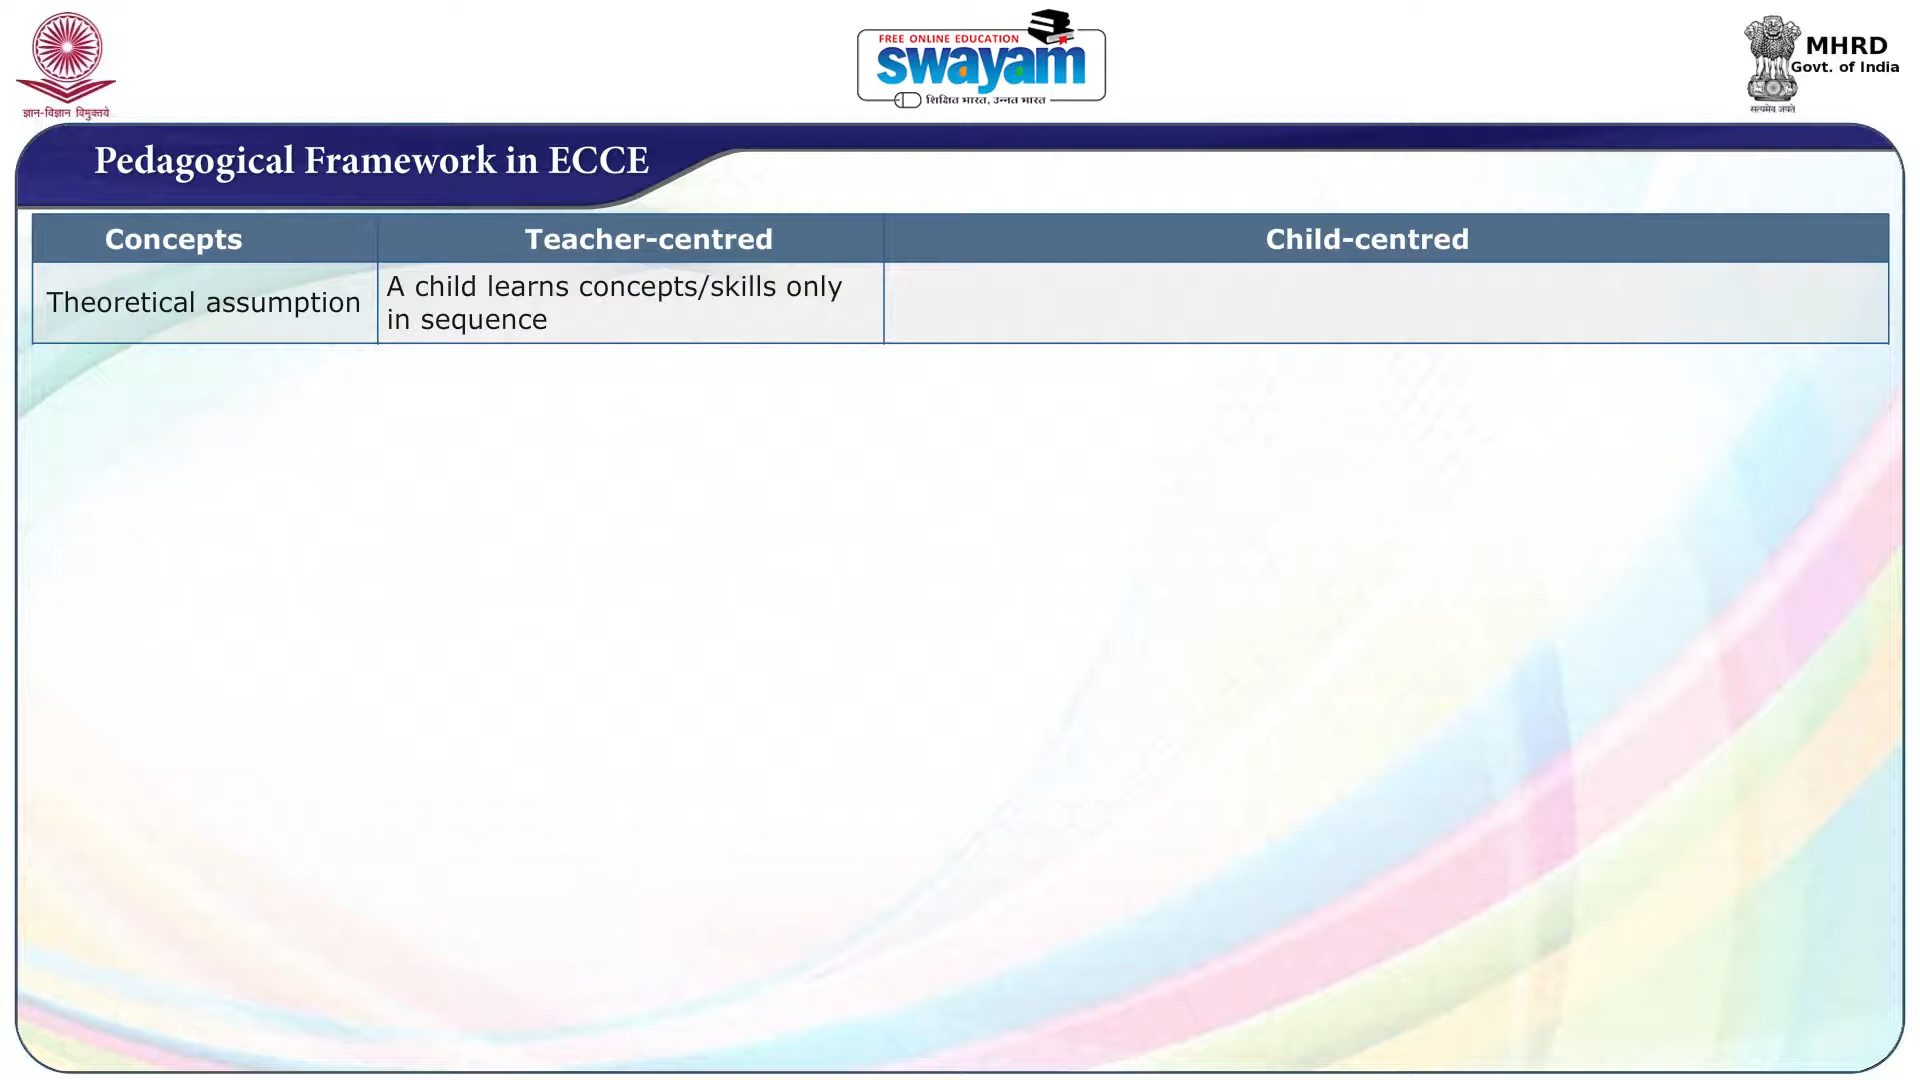 ज्ञान-विज्ञान विमुक्तये
FREE ONLINE EDUCATION
swayam
शिक्षित भारत, उन्नत भारत
MHRD
Govt. of India
सत्यमेव जयते
Pedagogical Framework in ECCE
Concepts
Teacher-centred
Child-centred
Theoretical assumption
A child learns concepts/skills only
in sequence